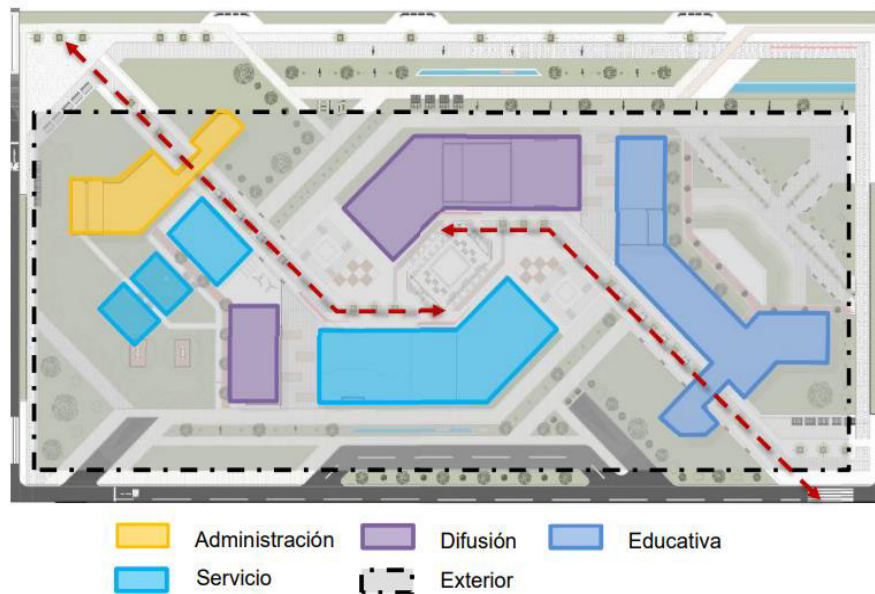 Administración
Difusión
Educativa
Servicio
Exterior